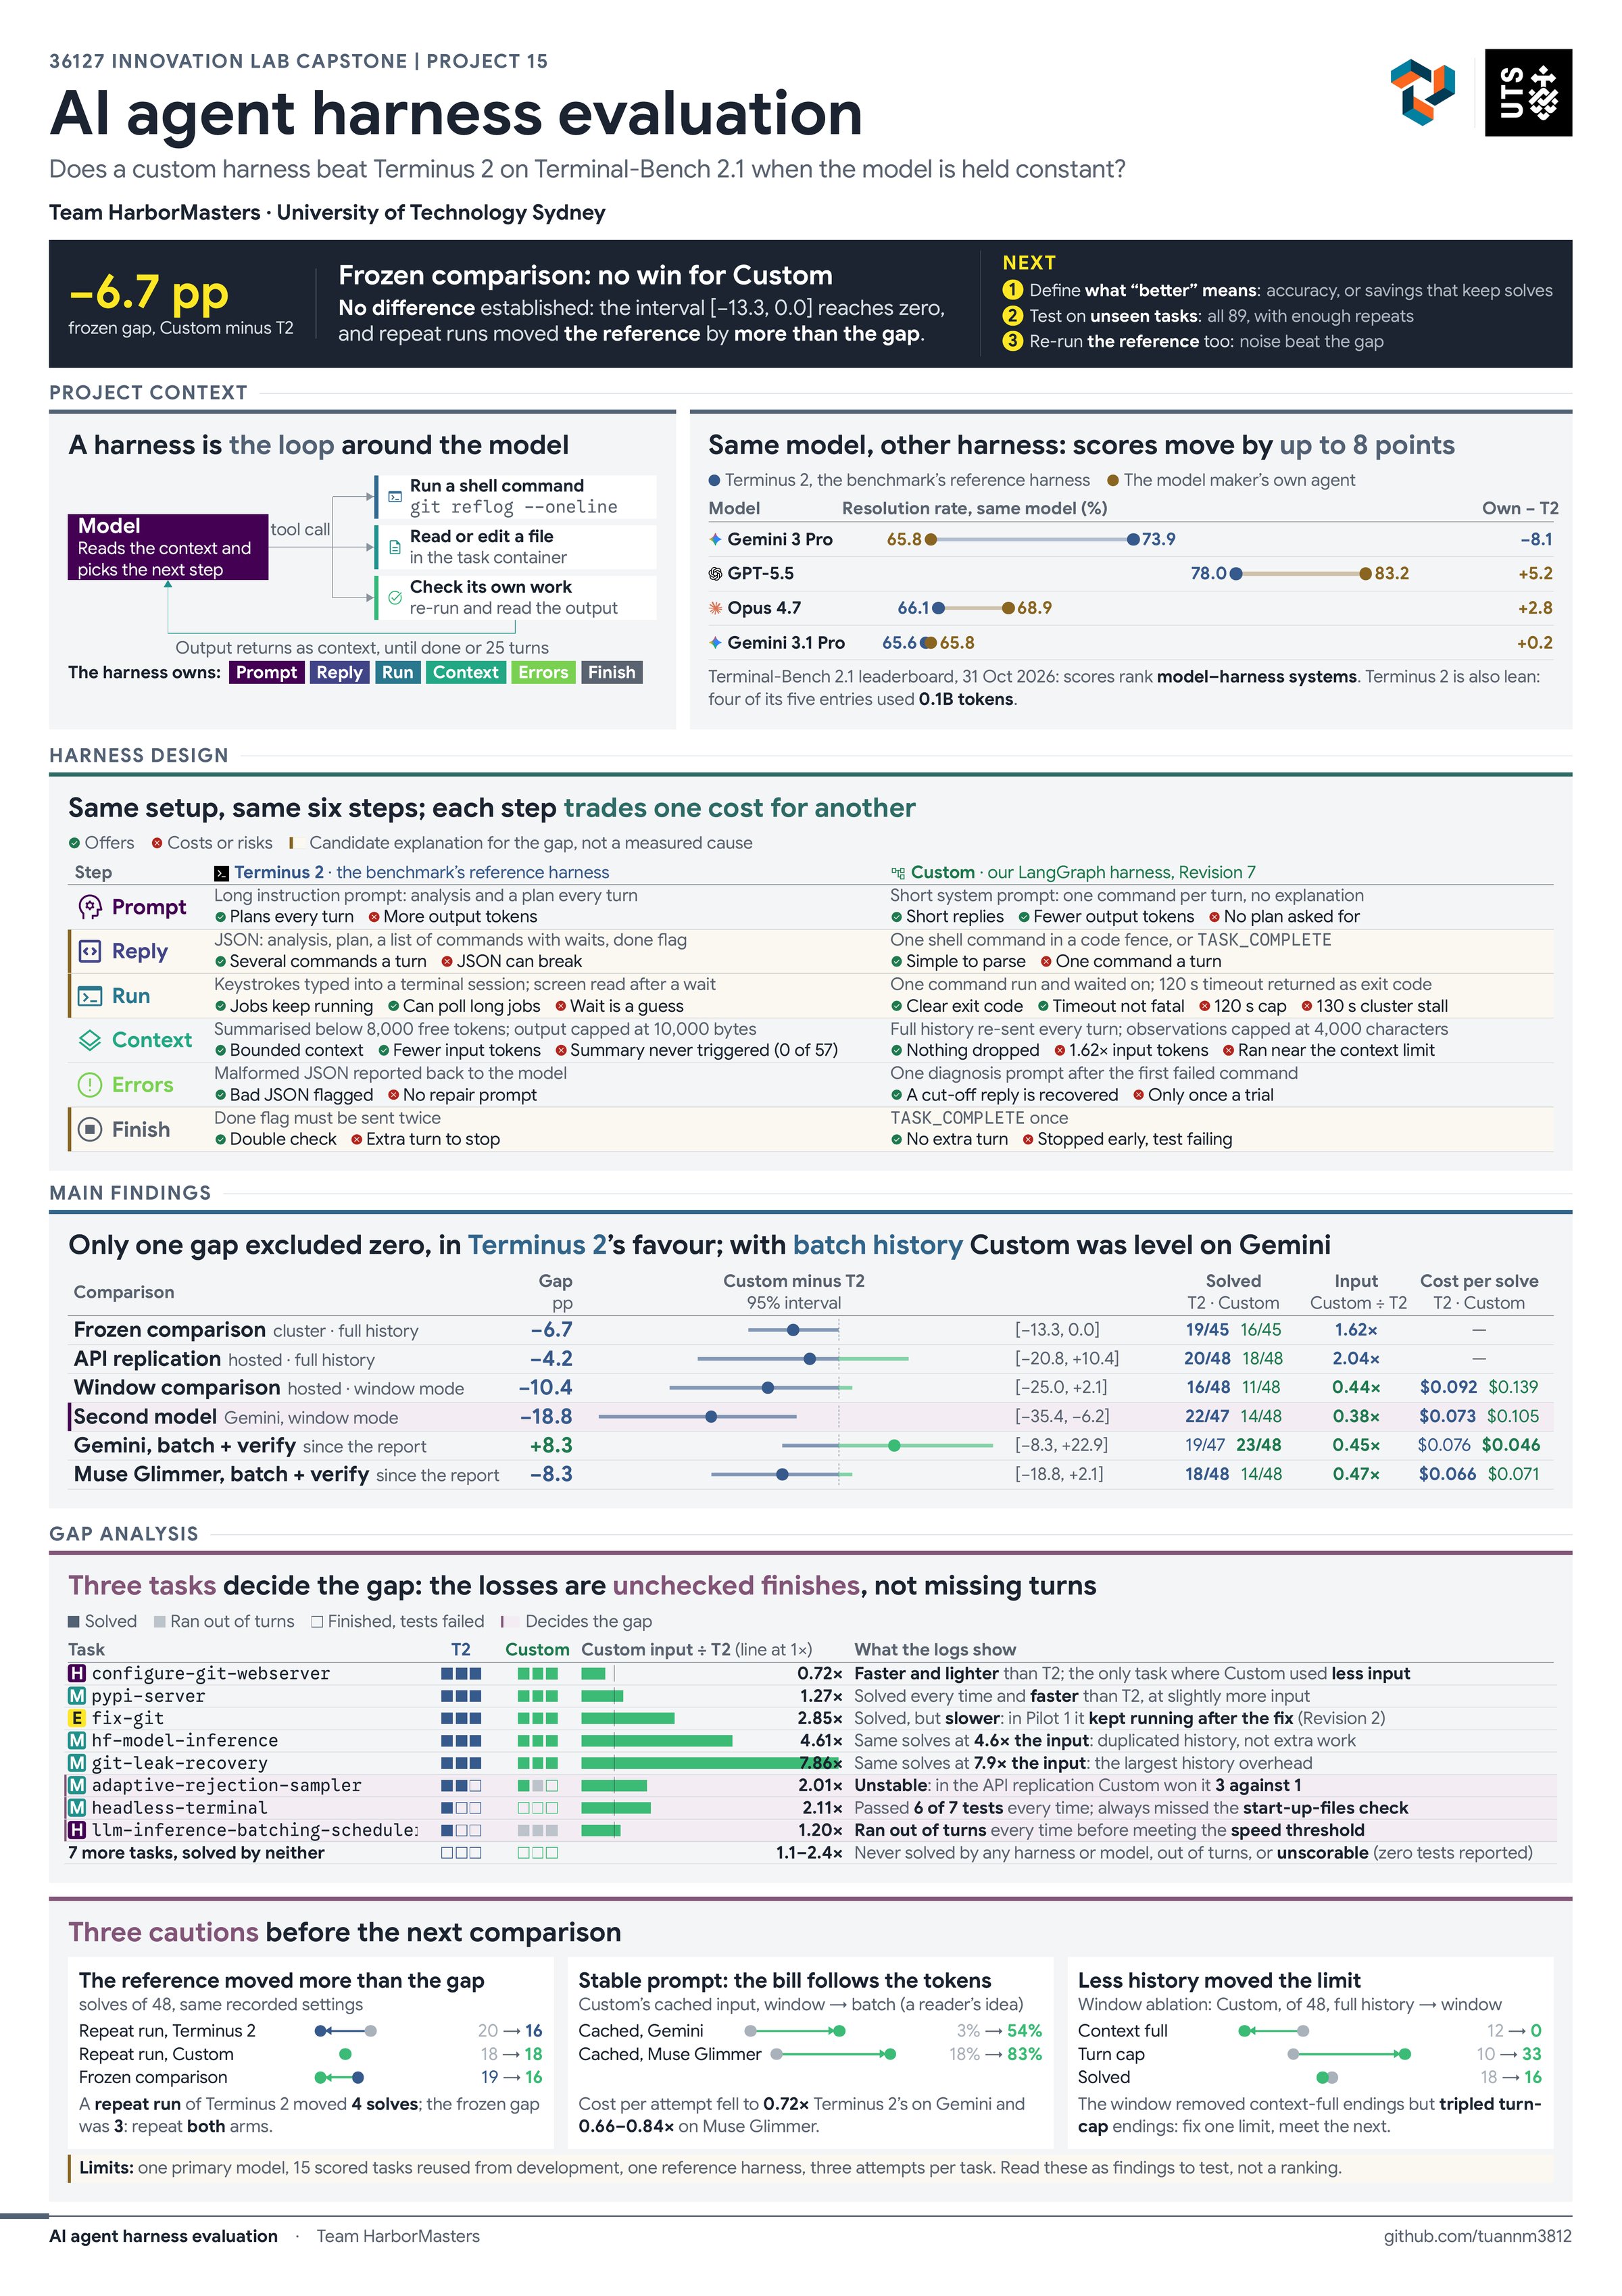 36127 INNOVATION LAB CAPSTONE | PROJECT 15
AI agent harness evaluation
Does a custom harness beat Terminus 2 on Terminal-Bench 2.1 when the model is held constant?
Team HarborMasters · University of Technology Sydney
UTS
−6.7 pp
frozen gap, Custom minus T2
Frozen comparison: no win for Custom
No difference established: the interval [−13.3, 0.0] reaches zero,
and repeat runs moved the reference by more than the gap.
NEXT
1 Define what “better” means: accuracy, or savings that keep solves
2 Test on unseen tasks: all 89, with enough repeats
3 Re-run the reference too: noise beat the gap
PROJECT CONTEXT
A harness is the loop around the model
Model
Reads the context and
picks the next step
tool call
Run a shell command
git reflog --oneline
Read or edit a file
in the task container
Check its own work
re-run and read the output
Output returns as context, until done or 25 turns
The harness owns: Prompt Reply Run Context Errors Finish
Same model, other harness: scores move by up to 8 points
Terminus 2, the benchmark’s reference harness The model maker’s own agent
Model Resolution rate, same model (%) Own − T2
Gemini 3 Pro 65.8 73.9 −8.1
GPT-5.5 78.0 83.2 +5.2
Opus 4.7 66.1 68.9 +2.8
Gemini 3.1 Pro 65.6 65.8 +0.2
Terminal-Bench 2.1 leaderboard, 31 Oct 2026: scores rank model–harness systems. Terminus 2 is also lean:
four of its five entries used 0.1B tokens.
HARNESS DESIGN
Same setup, same six steps; each step trades one cost for another
Offers Costs or risks Candidate explanation for the gap, not a measured cause
Step Terminus 2 · the benchmark’s reference harness Custom · our LangGraph harness, Revision 7
Prompt
Long instruction prompt: analysis and a plan every turn
Plans every turn More output tokens
Short system prompt: one command per turn, no explanation
Short replies Fewer output tokens No plan asked for
Reply
JSON: analysis, plan, a list of commands with waits, done flag
Several commands a turn JSON can break
One shell command in a code fence, or TASK_COMPLETE
Simple to parse One command a turn
Run
Keystrokes typed into a terminal session; screen read after a wait
Jobs keep running Can poll long jobs Wait is a guess
One command run and waited on; 120 s timeout returned as exit code
Clear exit code Timeout not fatal 120 s cap 130 s cluster stall
Context
Summarised below 8,000 free tokens; output capped at 10,000 bytes
Bounded context Fewer input tokens Summary never triggered (0 of 57)
Full history re-sent every turn; observations capped at 4,000 characters
Nothing dropped 1.62× input tokens Ran near the context limit
Errors
Malformed JSON reported back to the model
Bad JSON flagged No repair prompt
One diagnosis prompt after the first failed command
A cut-off reply is recovered Only once a trial
Finish
Done flag must be sent twice
Double check Extra turn to stop
TASK_COMPLETE once
No extra turn Stopped early, test failing
MAIN FINDINGS
Only one gap excluded zero, in Terminus 2’s favour; with batch history Custom was level on Gemini
Comparison Gap Custom minus T2 Solved Input Cost per solve
pp 95% interval T2 · Custom Custom ÷ T2 T2 · Custom
Frozen comparison cluster · full history −6.7 [−13.3, 0.0] 19/45 16/45 1.62× —
API replication hosted · full history −4.2 [−20.8, +10.4] 20/48 18/48 2.04× —
Window comparison hosted · window mode −10.4 [−25.0, +2.1] 16/48 11/48 0.44× $0.092 $0.139
Second model Gemini, window mode −18.8 [−35.4, −6.2] 22/47 14/48 0.38× $0.073 $0.105
Gemini, batch + verify since the report +8.3 [−8.3, +22.9] 19/47 23/48 0.45× $0.076 $0.046
Muse Glimmer, batch + verify since the report −8.3 [−18.8, +2.1] 18/48 14/48 0.47× $0.066 $0.071
GAP ANALYSIS
Three tasks decide the gap: the losses are unchecked finishes, not missing turns
Solved Ran out of turns Finished, tests failed Decides the gap
Task T2 Custom Custom input ÷ T2 (line at 1×) What the logs show
H configure-git-webserver 0.72× Faster and lighter than T2; the only task where Custom used less input
M pypi-server 1.27× Solved every time and faster than T2, at slightly more input
E fix-git 2.85× Solved, but slower: in Pilot 1 it kept running after the fix (Revision 2)
M hf-model-inference 4.61× Same solves at 4.6× the input: duplicated history, not extra work
M git-leak-recovery 7.86× Same solves at 7.9× the input: the largest history overhead
M adaptive-rejection-sampler 2.01× Unstable: in the API replication Custom won it 3 against 1
M headless-terminal 2.11× Passed 6 of 7 tests every time; always missed the start-up-files check
H llm-inference-batching-scheduler 1.20× Ran out of turns every time before meeting the speed threshold
7 more tasks, solved by neither 1.1–2.4× Never solved by any harness or model, out of turns, or unscorable (zero tests reported)
Three cautions before the next comparison
The reference moved more than the gap
solves of 48, same recorded settings
Repeat run, Terminus 2 20 → 16
Repeat run, Custom 18 → 18
Frozen comparison 19 → 16
A repeat run of Terminus 2 moved 4 solves; the frozen gap
was 3: repeat both arms.
Stable prompt: the bill follows the tokens
Custom’s cached input, window → batch (a reader’s idea)
Cached, Gemini 3% → 54%
Cached, Muse Glimmer 18% → 83%
Cost per attempt fell to 0.72× Terminus 2’s on Gemini and
0.66–0.84× on Muse Glimmer.
Less history moved the limit
Window ablation: Custom, of 48, full history → window
Context full 12 → 0
Turn cap 10 → 33
Solved 18 → 16
The window removed context-full endings but tripled turn-
cap endings: fix one limit, meet the next.
Limits: one primary model, 15 scored tasks reused from development, one reference harness, three attempts per task. Read these as findings to test, not a ranking.
AI agent harness evaluation · Team HarborMasters github.com/tuannm3812